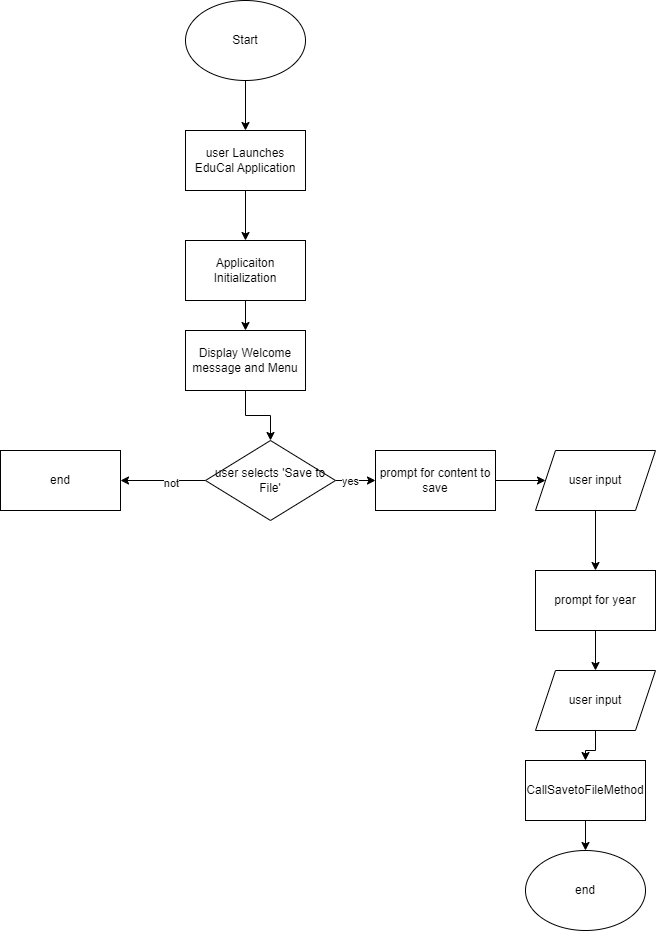 Start
user Launches
EduCal Application
Applicaiton
Initialization
Display Welcome
message and Menu
end
not
user selects 'Save to
File'
yes
prompt for content to
save
user input
prompt for year
user input
CallSavetoFileMethod
end